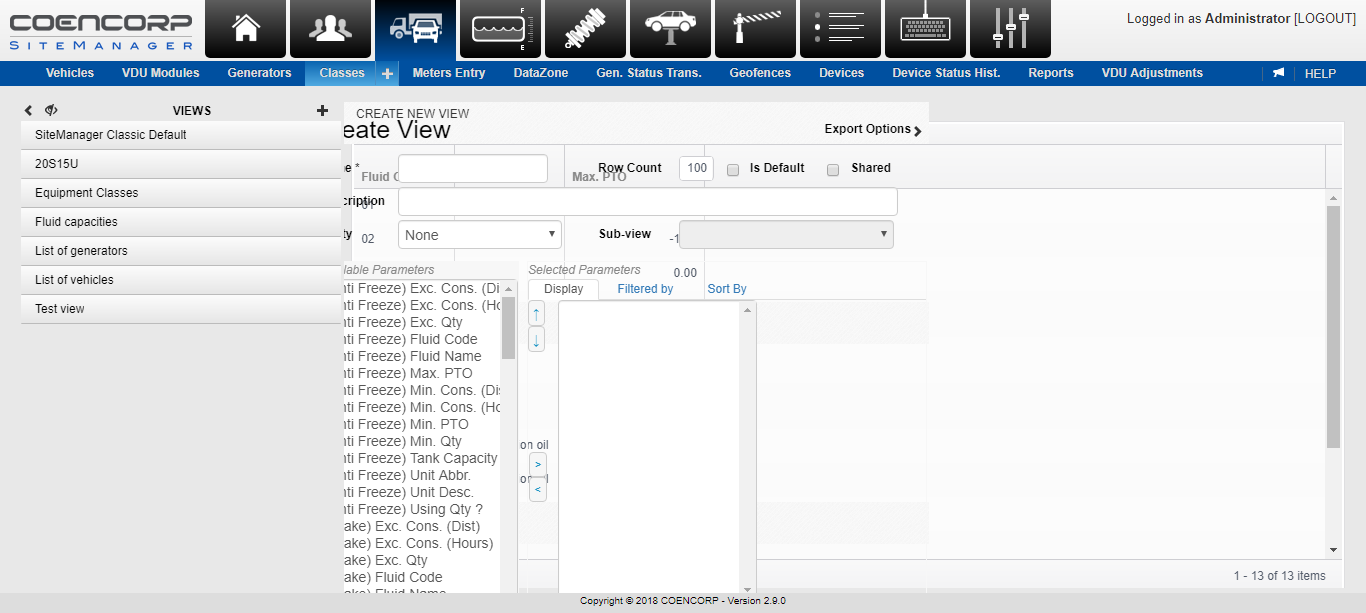 COENCORP
SITEMANAGER
F
E
Logged in as Administrator [LOGOUT]
Vehicles VDU Modules Generators Classes + Meters Entry DataZone Gen. Status Trans. Geofences Devices Device Status Hist. Reports VDU Adjustments HELP
VIEWS
SiteManager Classic Default
20S15U
Equipment Classes
Fluid capacities
List of generators
List of vehicles
Test view
CREATE NEW VIEW
eate View
Export Options
e *
Fluid C
Row Count 100 Is Default Shared
Max. PTO
cription
01
ty 02 None Sub-view -1
lable Parameters Selected Parameters 0.00
Display Filtered by Sort By
nti Freeze) Exc. Cons. (Di
nti Freeze) Exc. Cons. (Ho
nti Freeze) Exc. Qty
nti Freeze) Fluid Code
nti Freeze) Fluid Name
nti Freeze) Max. PTO
nti Freeze) Min. Cons. (Di
nti Freeze) Min. Cons. (Ho
nti Freeze) Min. PTO
nti Freeze) Min. Qty
nti Freeze) Tank Capacity
nti Freeze) Unit Abbr.
nti Freeze) Unit Desc.
nti Freeze) Using Qty ?
ake) Exc. Cons. (Dist)
ake) Exc. Cons. (Hours)
ake) Exc. Qty
ake) Fluid Code
ake) Fluid Name
↑
↓
on oil
>
<
1 - 13 of 13 items
Copyright © 2018 COENCORP - Version 2.9.0